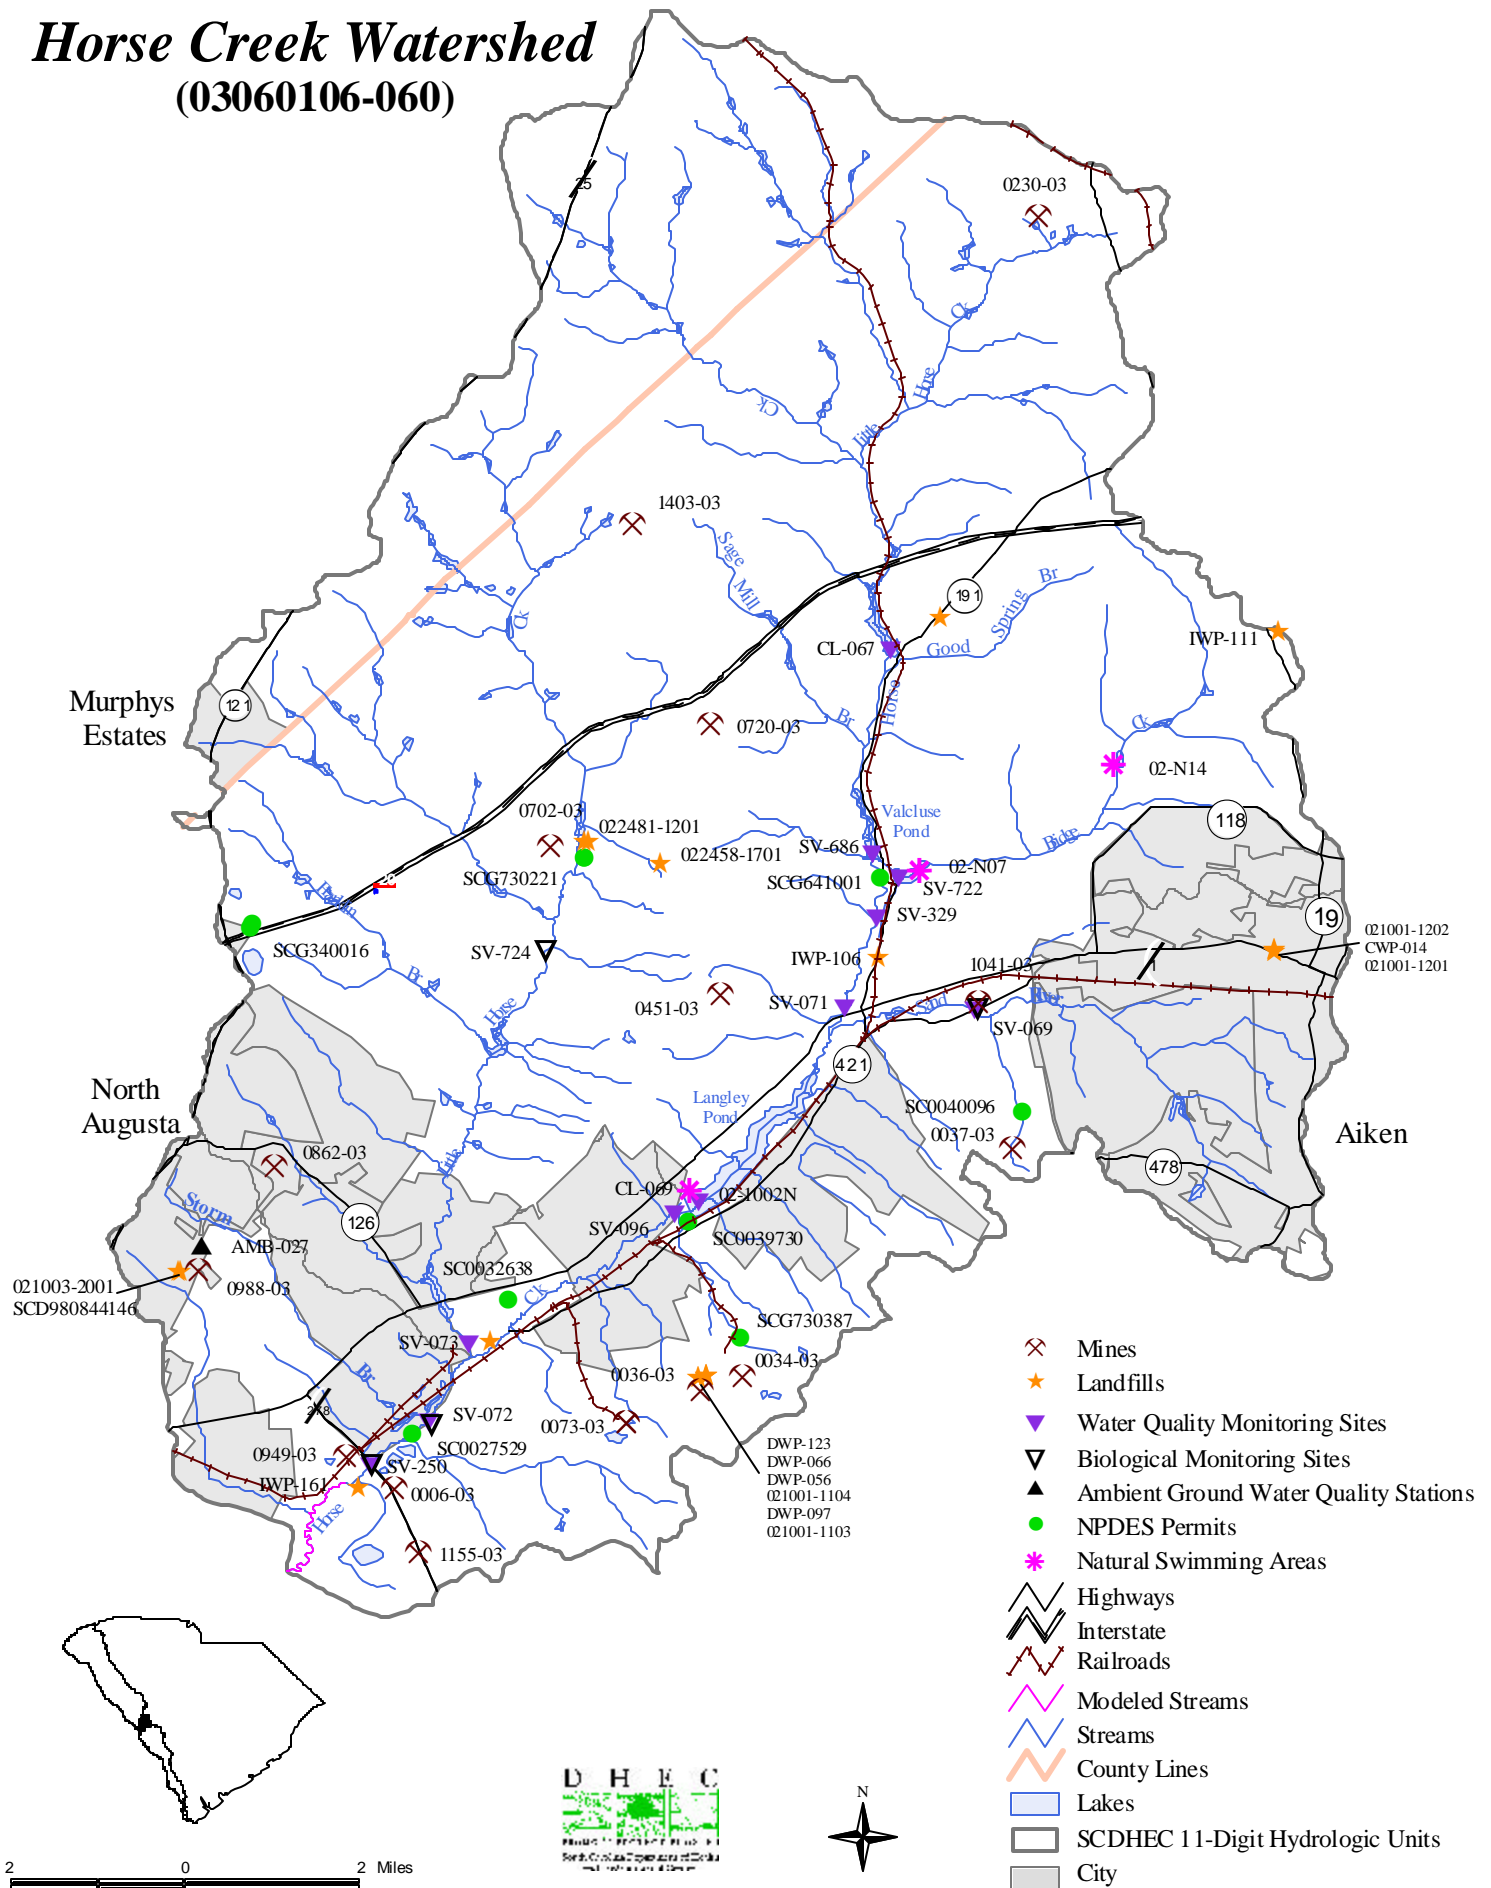 Horse Creek Watershed
(03060106-060)
25
0230-03
Ck
Horse
Ck
Little
1403-03
Sage
Mill
Br
191
Spring
Good
Ck
CL-067
IWP-111
Murphys
Estates
121
Horse
Br
0720-03
Ck
02-N14
0702-03
022481-1201
022458-1701
SCG730221
Valcluse
Pond
118
SV-686
Bridge
02-N07
SCG641001
SV-722
SV-329
19
SCG340016
SV-724
Br
IWP-106
1041-03
021001-1202
CWP-014
021001-1201
1
0451-03
SV-071
Sand
River
SV-069
Horse
421
North
Augusta
Langley
Pond
SC0040096
0037-03
Aiken
0862-03
Little
478
Storm
CL-069
02-1002N
126
SV-096
SC0039730
AMB-027
SC0032638
021003-2001
SCD980844146
0988-03
Ck
SCG730387
SV-073
0034-03
0036-03
Br
278
SV-072
0073-03
SC0027529
0949-03
SV-250
IWP-161
0006-03
Horse
DWP-123
DWP-066
DWP-056
021001-1104
DWP-097
021001-1103
1155-03
Mines
Landfills
Water Quality Monitoring Sites
Biological Monitoring Sites
Ambient Ground Water Quality Stations
NPDES Permits
Natural Swimming Areas
Highways
Interstate
Railroads
Modeled Streams
Streams
County Lines
Lakes
SCDHEC 11-Digit Hydrologic Units
City
D H E C
N
2 0 2 Miles